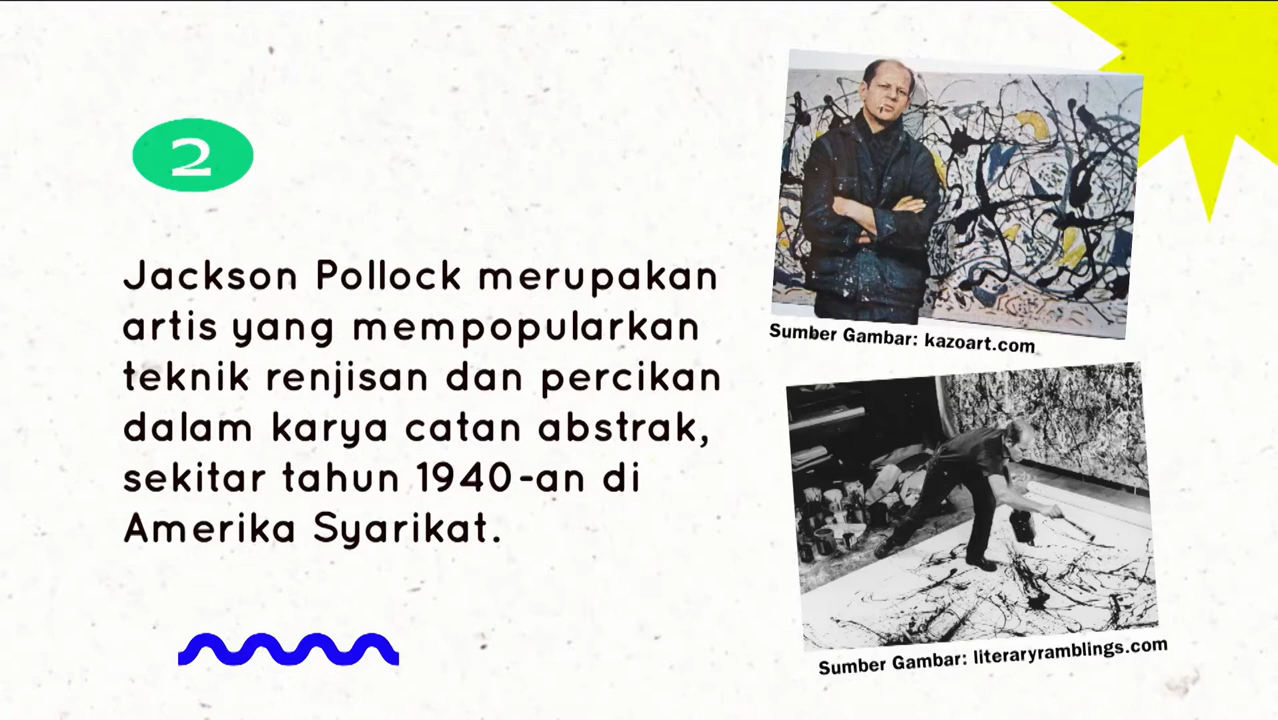 2
Jackson Pollock merupakan
artis yang mempopularkan
teknik renjisan dan percikan
dalam karya catan abstrak,
sekitar tahun 1940-an di
Amerika Syarikat.
Sumber Gambar: kazoart.com
Sumber Gambar: literaryramblings.com